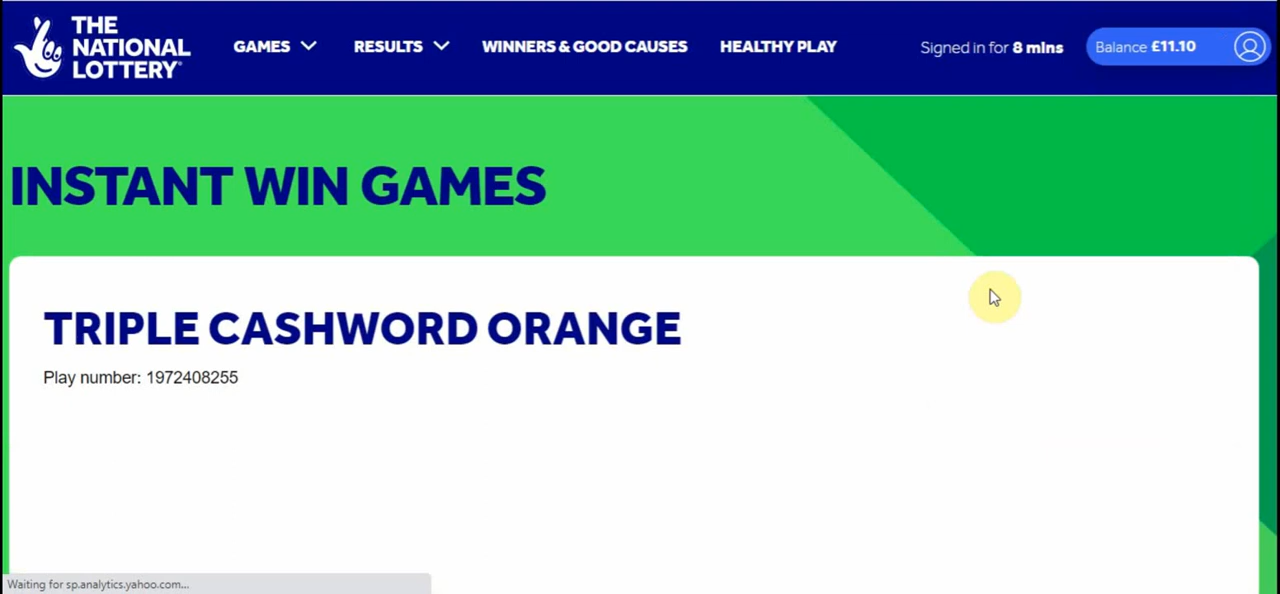 THE
NATIONAL
LOTTERY®
GAMES
RESULTS
WINNERS & GOOD CAUSES
HEALTHY PLAY
Signed in for 8 mins
Balance £11.10
INSTANT WIN GAMES
TRIPLE CASHWORD ORANGE
Play number: 1972408255
Waiting for sp.analytics.yahoo.com...